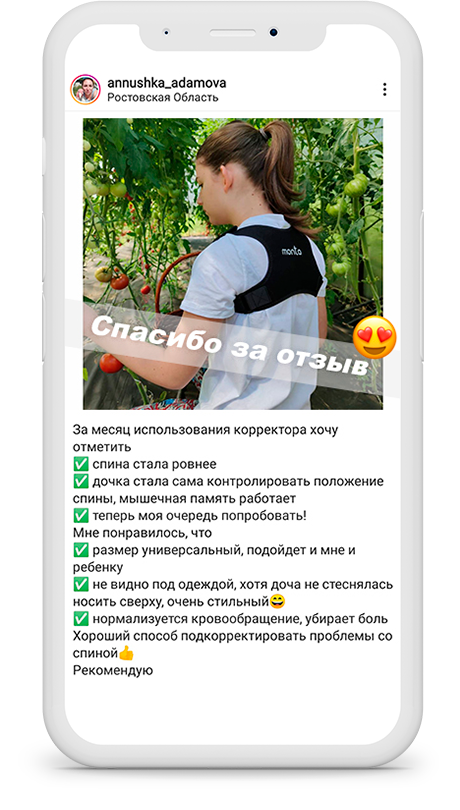 annushka_adamova
Ростовская Область
manto
Спасибо за отзыв
За месяц использования корректора хочу
отметить
✅ спина стала ровнее
✅ дочка стала сама контролировать положение
спины, мышечная память работает
✅ теперь моя очередь попробовать!
Мне понравилось, что
✅ размер универсальный, подойдет и мне и
ребенку
✅ не видно под одеждой, хотя доча не стеснялась
носить сверху, очень стильный😄
✅ нормализуется кровообращение, убирает боль
Хороший способ подкорректировать проблемы со
спиной👍
Рекомендую